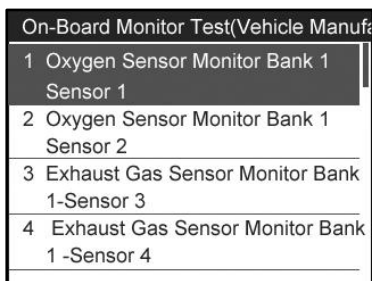 On-Board Monitor Test(Vehicle Manufa
1 Oxygen Sensor Monitor Bank 1
Sensor 1
2 Oxygen Sensor Monitor Bank 1
Sensor 2
3 Exhaust Gas Sensor Monitor Bank
1-Sensor 3
4 Exhaust Gas Sensor Monitor Bank
1 -Sensor 4